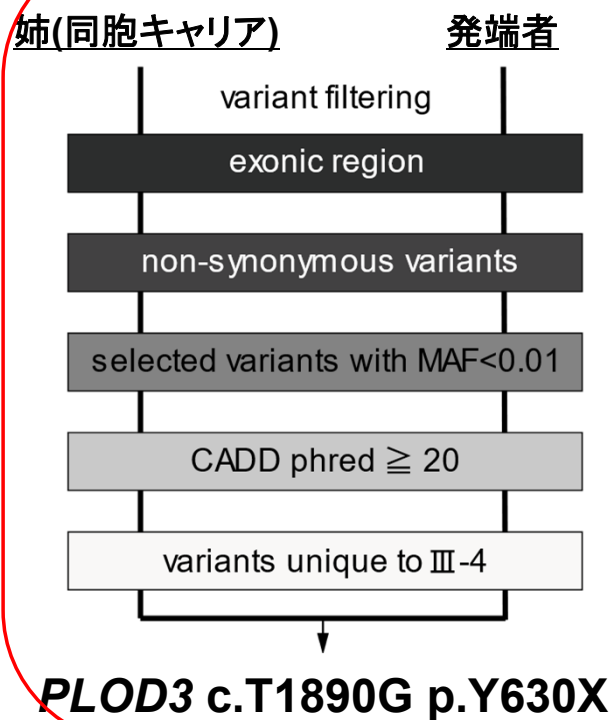 姉(同胞キャリア) 発端者
variant filtering
exonic region
non-synonymous variants
selected variants with MAF<0.01
CADD phred ≧ 20
variants unique to Ⅲ-4
PLOD3 c.T1890G p.Y630X